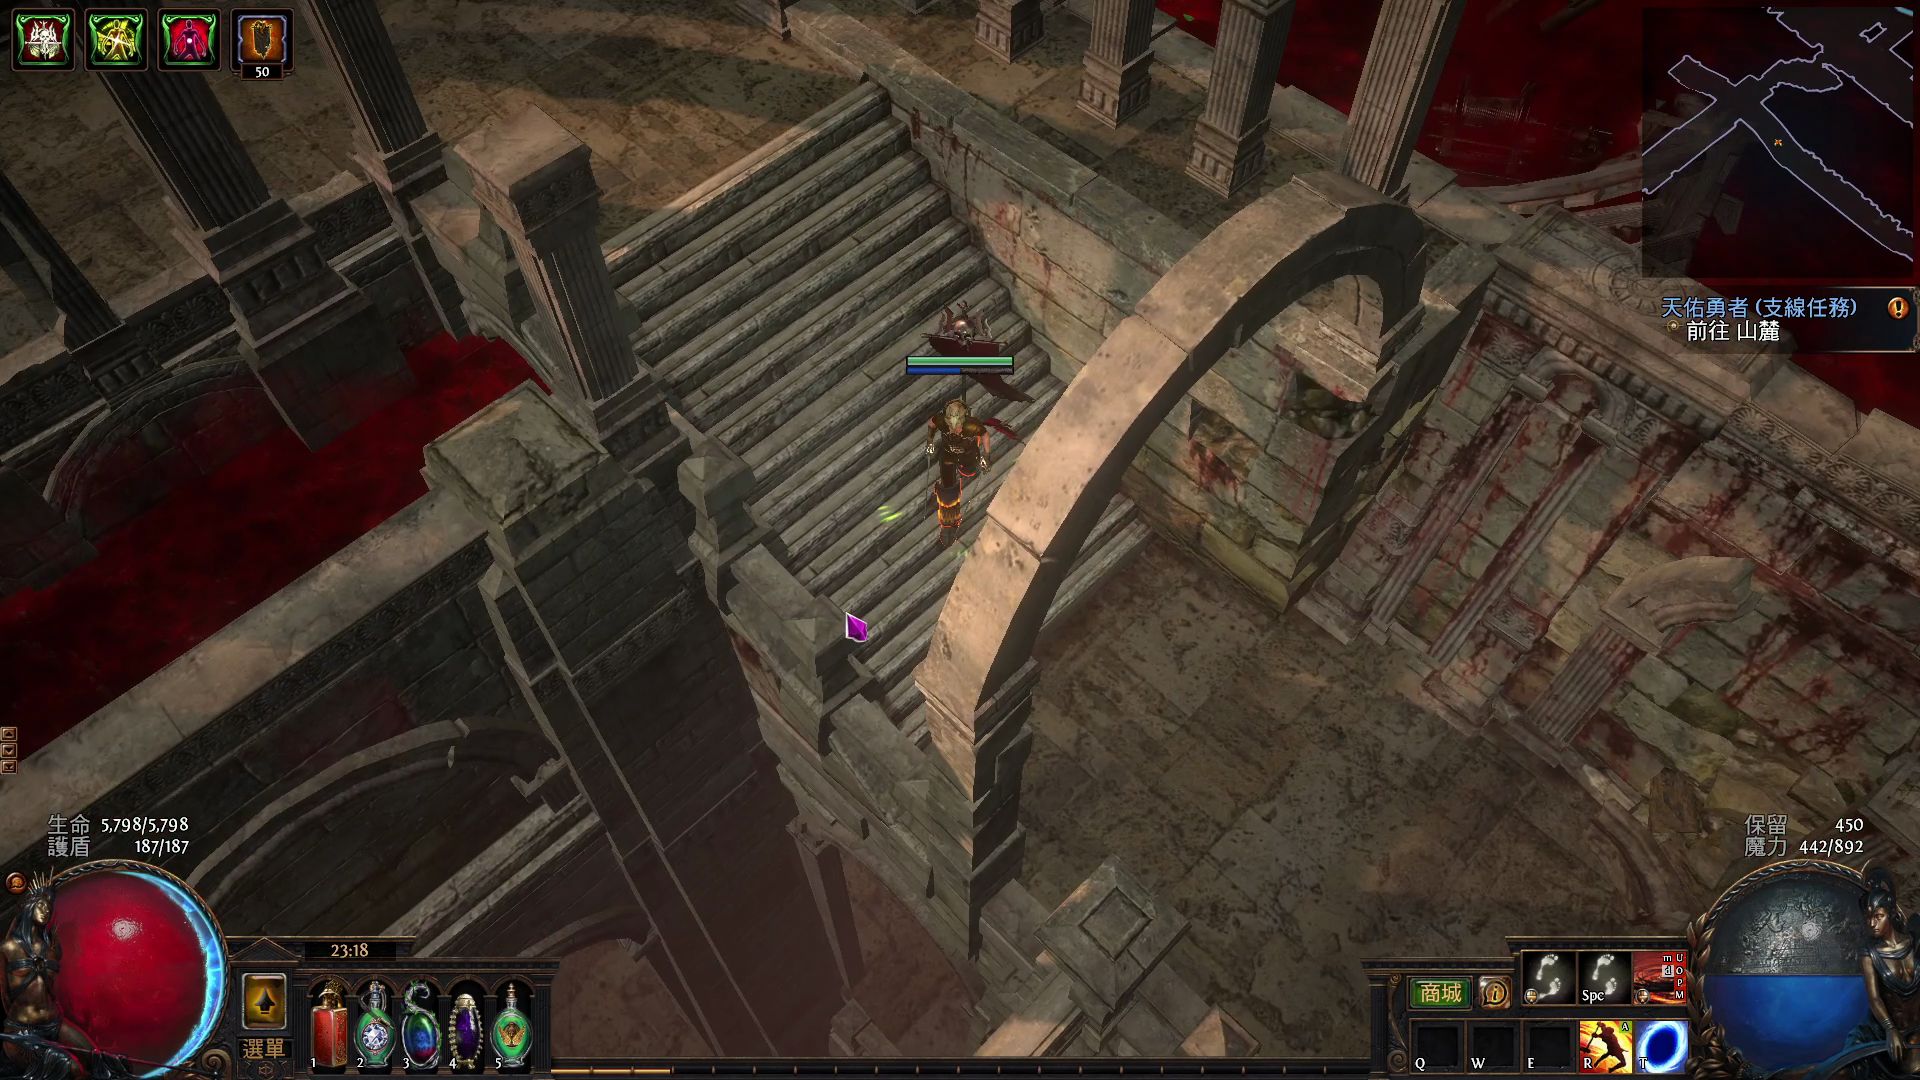 50
天佑勇者 (支線任務)
前往 山麓
生命 5,798/5,798
護盾 187/187
保留 450
魔力 442/892
23:18
選單
1 2 3 4 5
商城
Spc
m U
d O
P
M
Q W E R A T